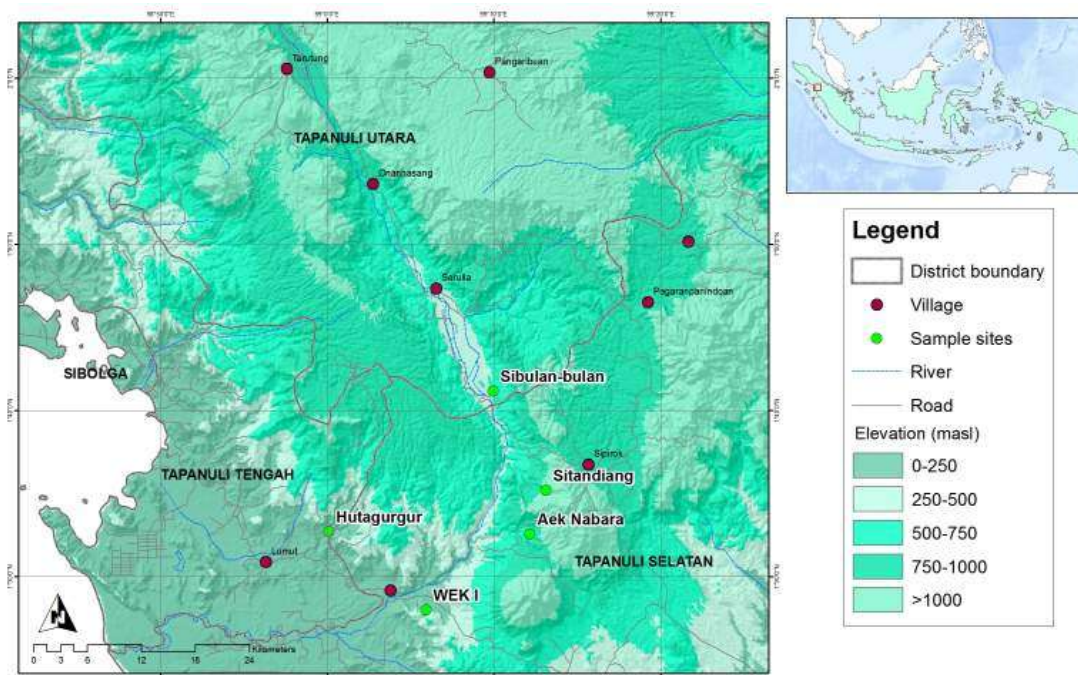 Tarutung
Pangaribuan
TAPANULI UTARA
Onanhasang
Sarulla
Pagaranpanindoan
SIBOLGA
Sibulan-bulan
TAPANULI TENGAH
Sipirok
Sitandiang
Hutagurgur
Aek Nabara
Lumut
TAPANULI SELATAN
WEK I
N
0 3 6 12 18 24
Kilometers
Legend
District boundary
Village
Sample sites
River
Road
Elevation (masl)
0-250
250-500
500-750
750-1000
>1000